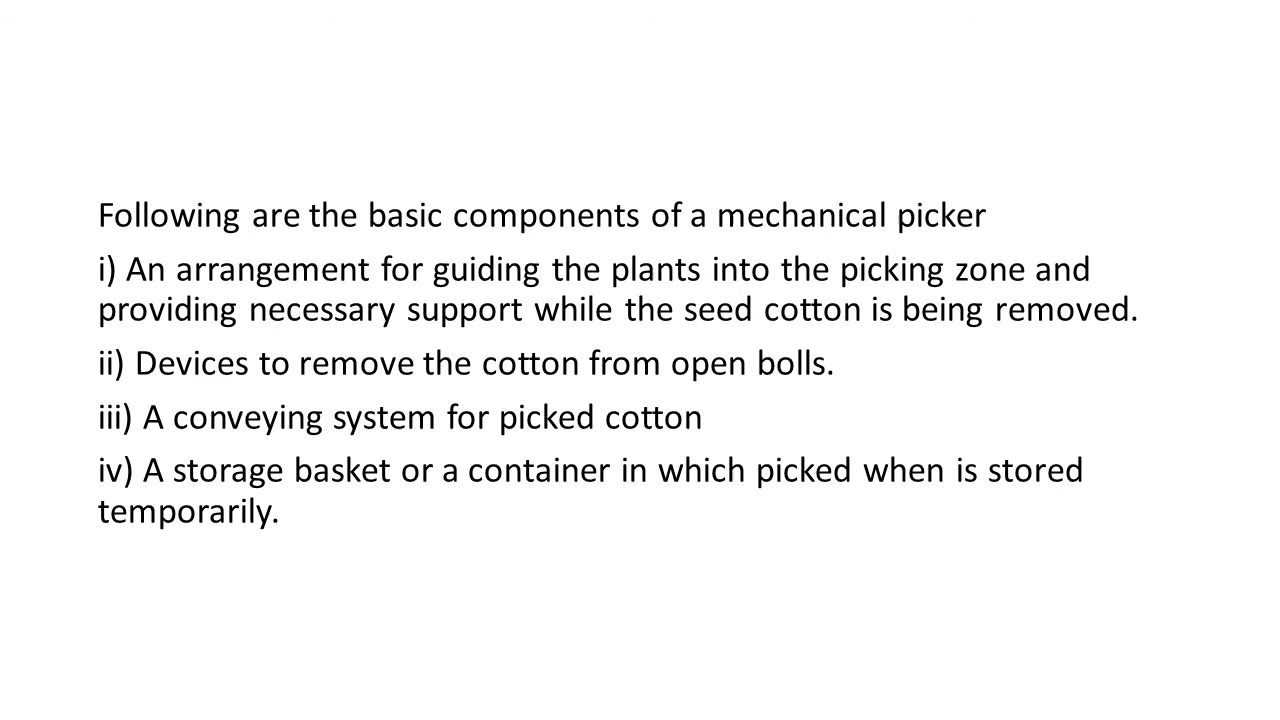 Following are the basic components of a mechanical picker
i) An arrangement for guiding the plants into the picking zone and
providing necessary support while the seed cotton is being removed.
ii) Devices to remove the cotton from open bolls.
iii) A conveying system for picked cotton
iv) A storage basket or a container in which picked when is stored
temporarily.